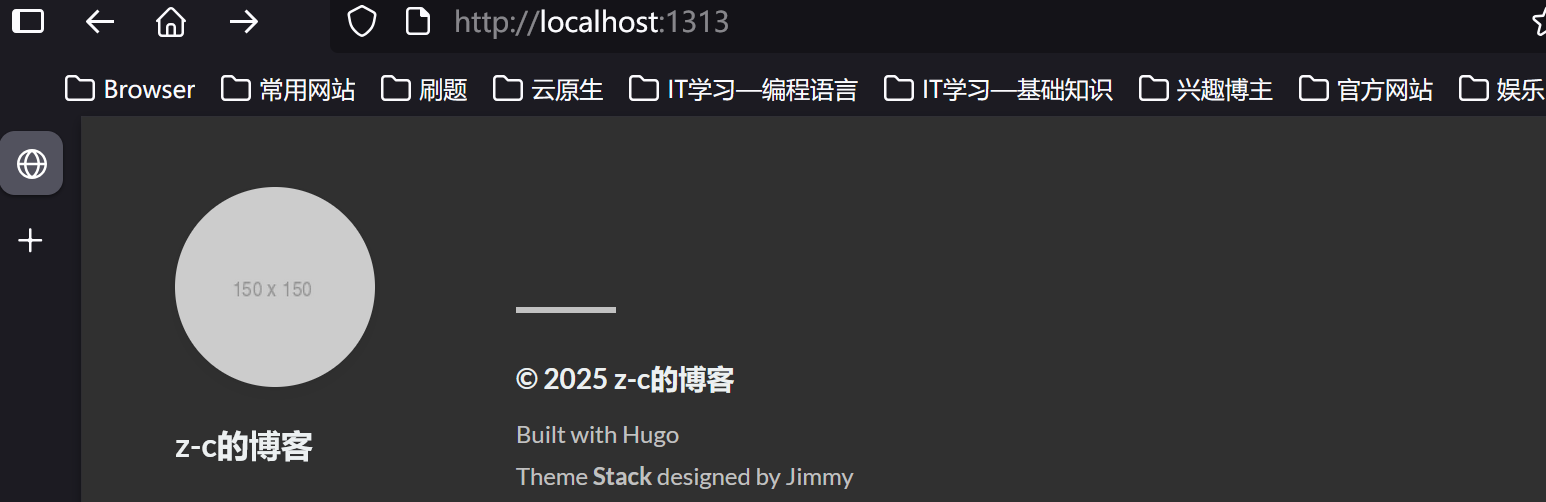 http://localhost:1313
Browser 常用网站 刷题 云原生 IT学习—编程语言 IT学习—基础知识 兴趣博主 官方网站 娱乐
150 x 150
z-c的博客
© 2025 z-c的博客
Built with Hugo
Theme Stack designed by Jimmy